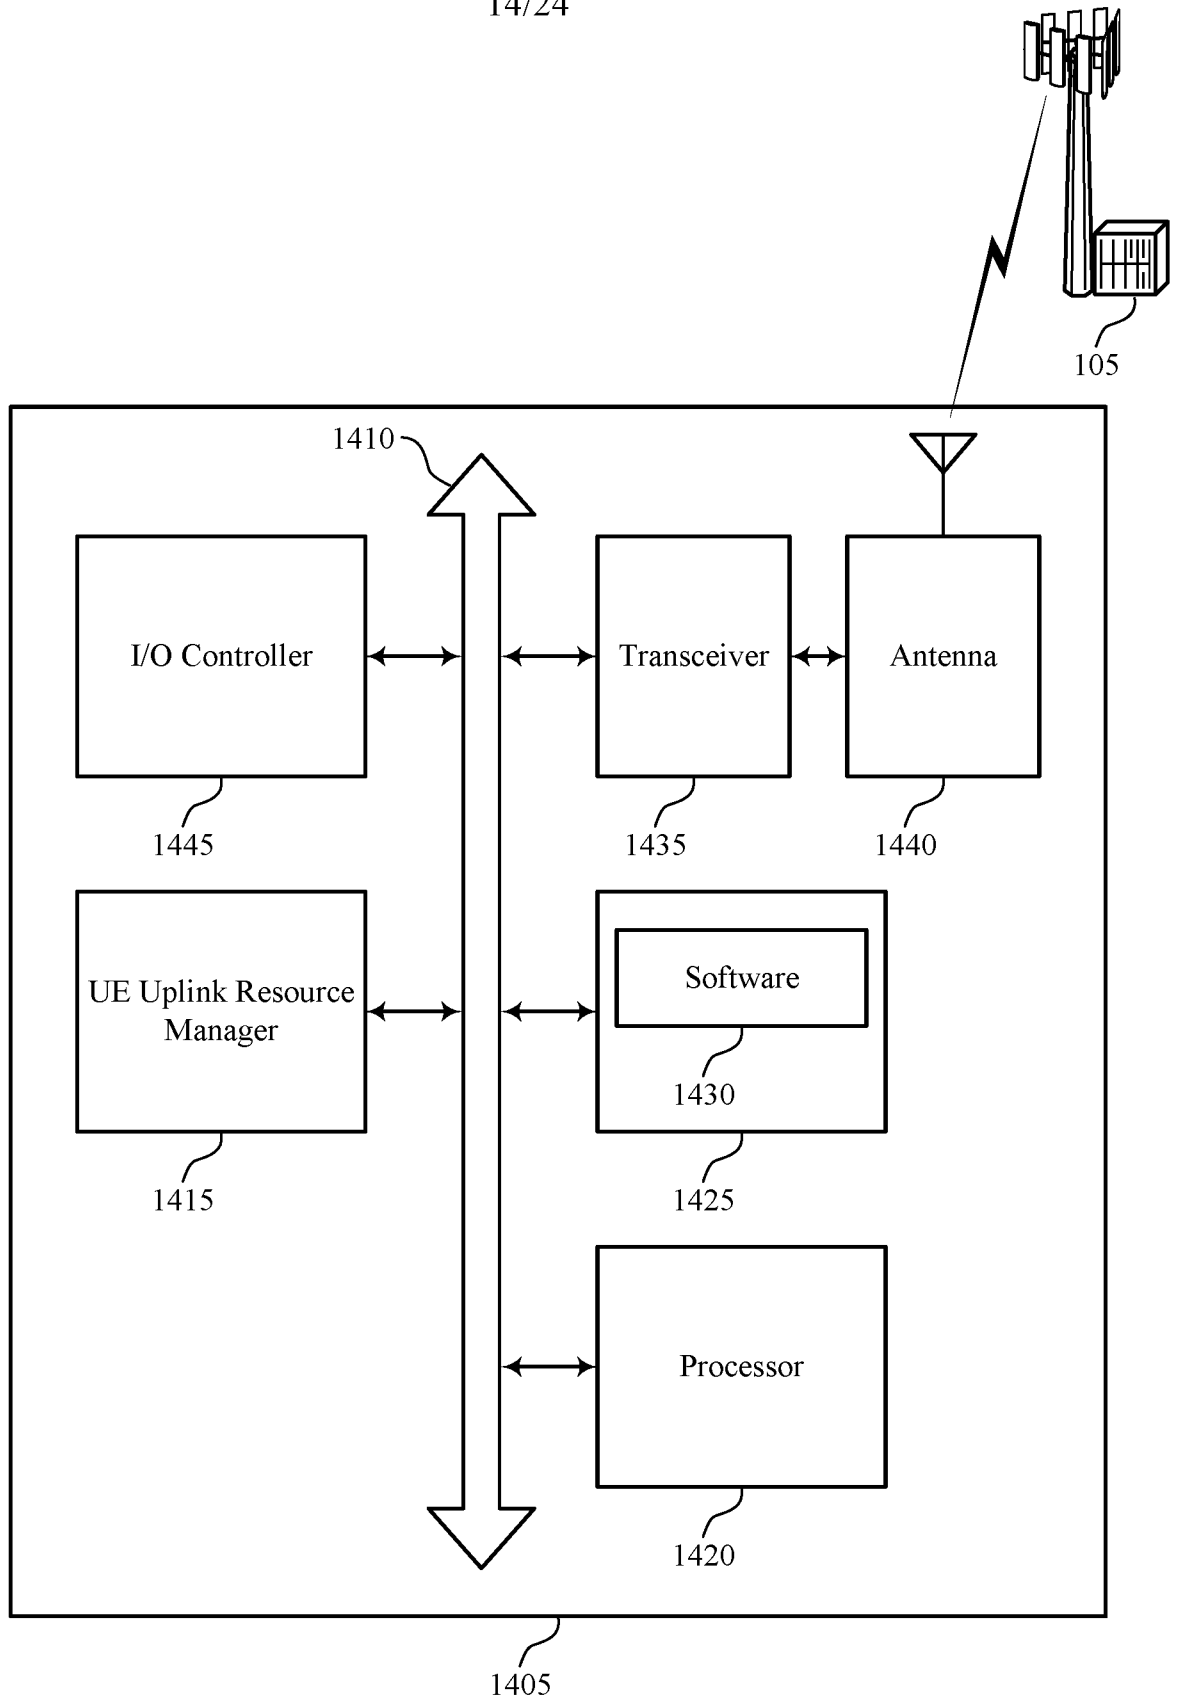 14/24
105
1410
I/O Controller
Transceiver
Antenna
1445
1435
1440
UE Uplink Resource
Manager
Software
1430
1415
1425
Processor
1420
1405